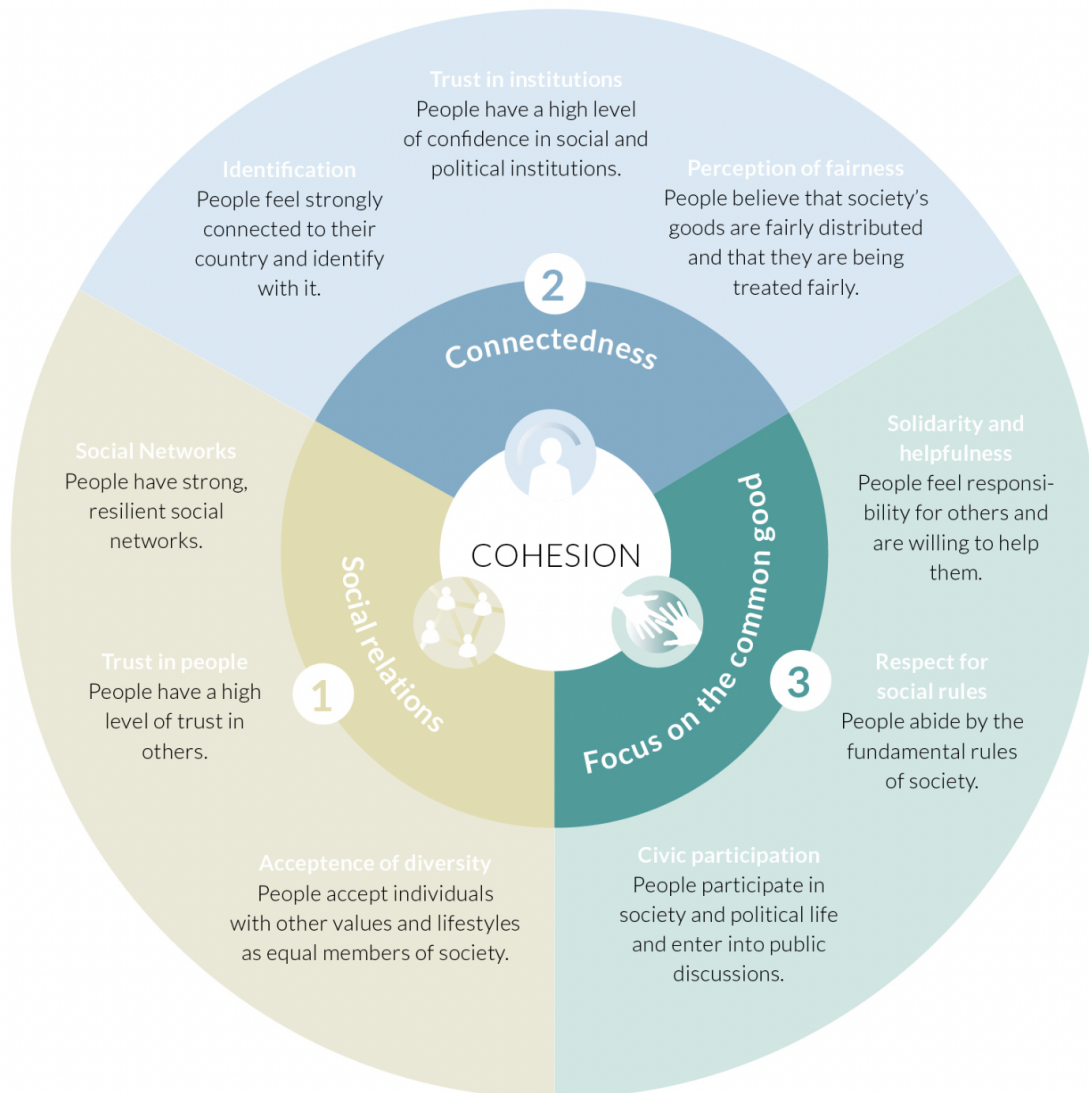 Trust in institutions
People have a high level
of confidence in social and
political institutions.
Identification
People feel strongly
connected to their
country and identify
with it.
Perception of fairness
People believe that society’s
goods are fairly distributed
and that they are being
treated fairly.
2
Connectedness
Social Networks
People have strong,
resilient social
networks.
Solidarity and
helpfulness
People feel responsi-
bility for others and
are willing to help
them.
COHESION
Social relations
1
Focus on the common good
3
Trust in people
People have a high
level of trust in
others.
Respect for
social rules
People abide by the
fundamental rules
of society.
Acceptence of diversity
People accept individuals
with other values and lifestyles
as equal members of society.
Civic participation
People participate in
society and political life
and enter into public
discussions.